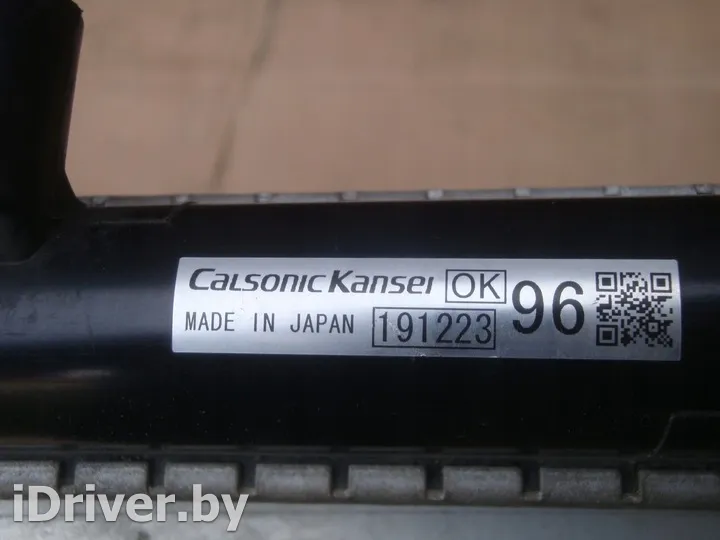 CALSONIC KANSEI OK 96
MADE IN JAPAN 191223
iDriver.by